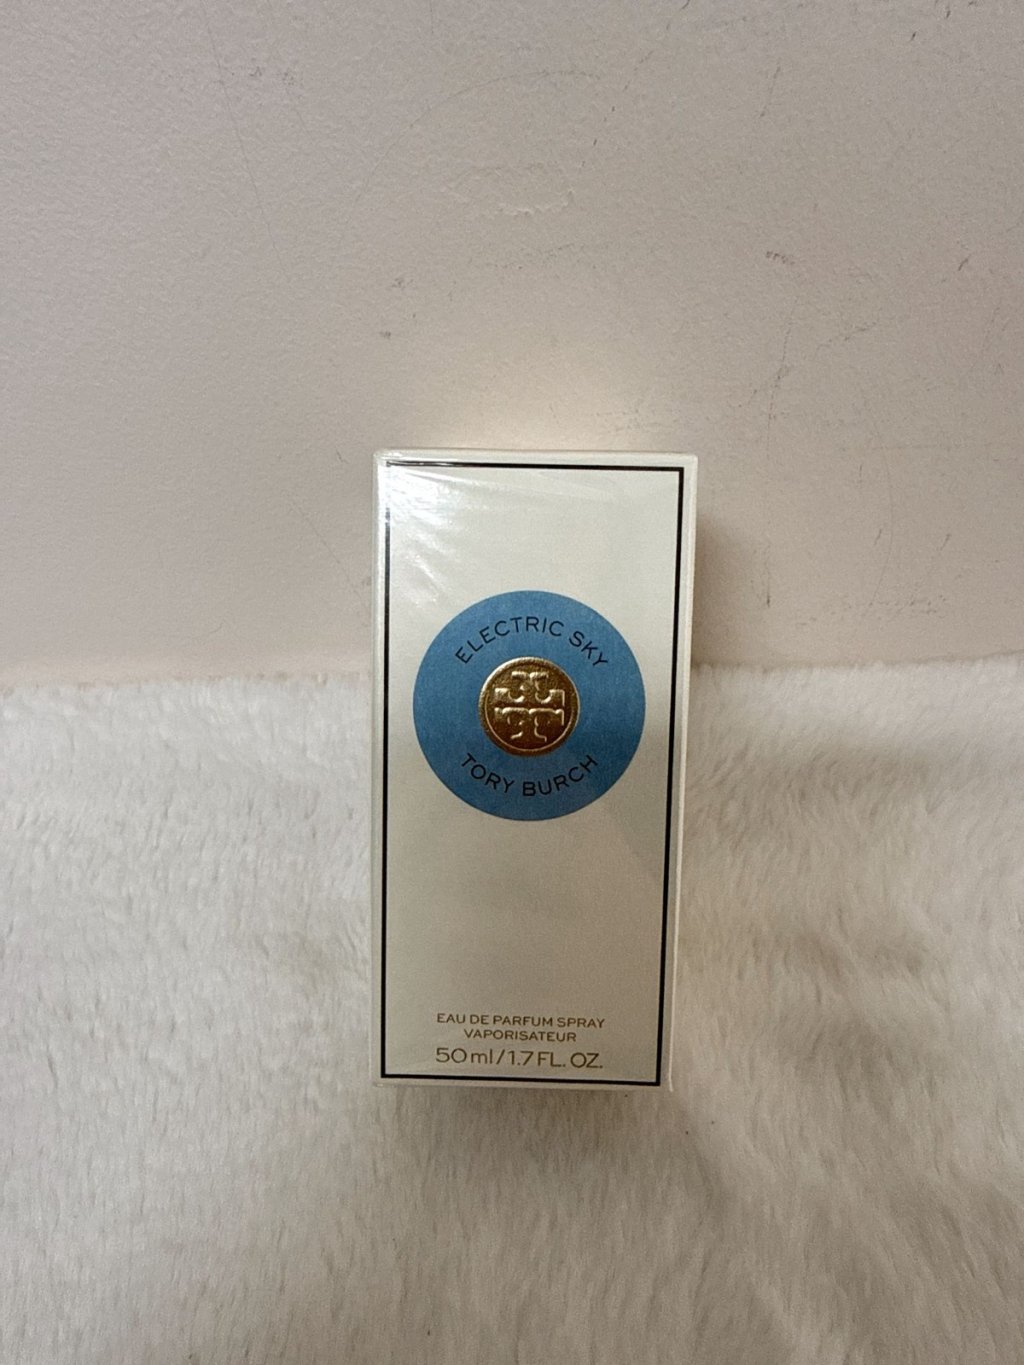 ELECTRIC SKY
TORY BURCH
EAU DE PARFUM SPRAY
VAPORISATEUR
50 ml/1.7 FL. OZ.